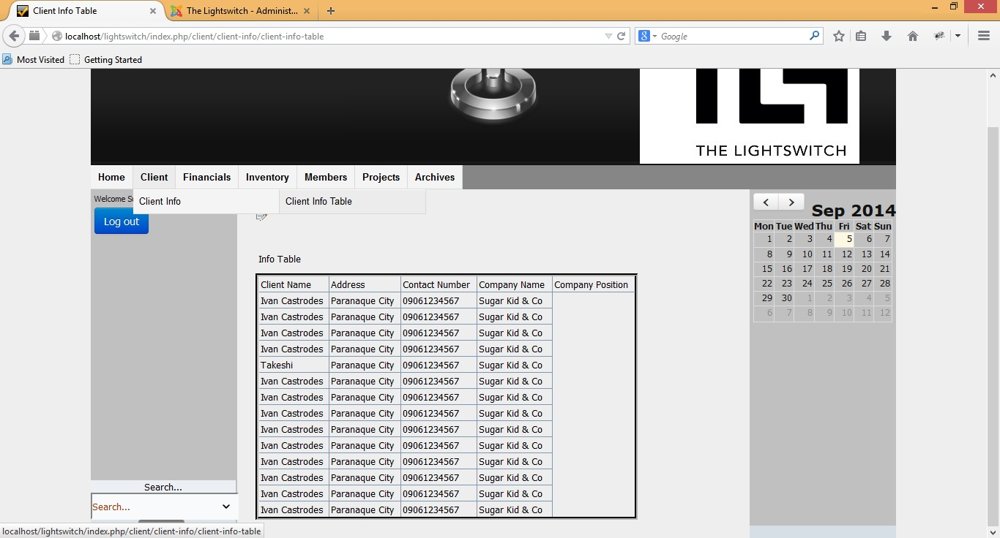 Client Info Table
The Lightswitch - Administ...
localhost/lightswitch/index.php/client/client-info/client-info-table
Google
Most Visited
Getting Started
THE LIGHTSWITCH
Home Client Financials Inventory Members Projects Archives
Welcome
Client Info
Client Info Table
Log out
Sep 2014
Mon Tue Wed Thu Fri Sat Sun
1 2 3 4 5 6 7
8 9 10 11 12 13 14
15 16 17 18 19 20 21
22 23 24 25 26 27 28
29 30 1 2 3 4 5
6 7 8 9 10 11 12
Info Table
Client Name Address Contact Number Company Name Company Position
Ivan Castrodes Paranaque City 09061234567 Sugar Kid & Co
Ivan Castrodes Paranaque City 09061234567 Sugar Kid & Co
Ivan Castrodes Paranaque City 09061234567 Sugar Kid & Co
Ivan Castrodes Paranaque City 09061234567 Sugar Kid & Co
Takeshi Paranaque City 09061234567 Sugar Kid & Co
Ivan Castrodes Paranaque City 09061234567 Sugar Kid & Co
Ivan Castrodes Paranaque City 09061234567 Sugar Kid & Co
Ivan Castrodes Paranaque City 09061234567 Sugar Kid & Co
Ivan Castrodes Paranaque City 09061234567 Sugar Kid & Co
Ivan Castrodes Paranaque City 09061234567 Sugar Kid & Co
Ivan Castrodes Paranaque City 09061234567 Sugar Kid & Co
Ivan Castrodes Paranaque City 09061234567 Sugar Kid & Co
Ivan Castrodes Paranaque City 09061234567 Sugar Kid & Co
Ivan Castrodes Paranaque City 09061234567 Sugar Kid & Co
Search...
Search...
localhost/lightswitch/index.php/client/client-info/client-info-table